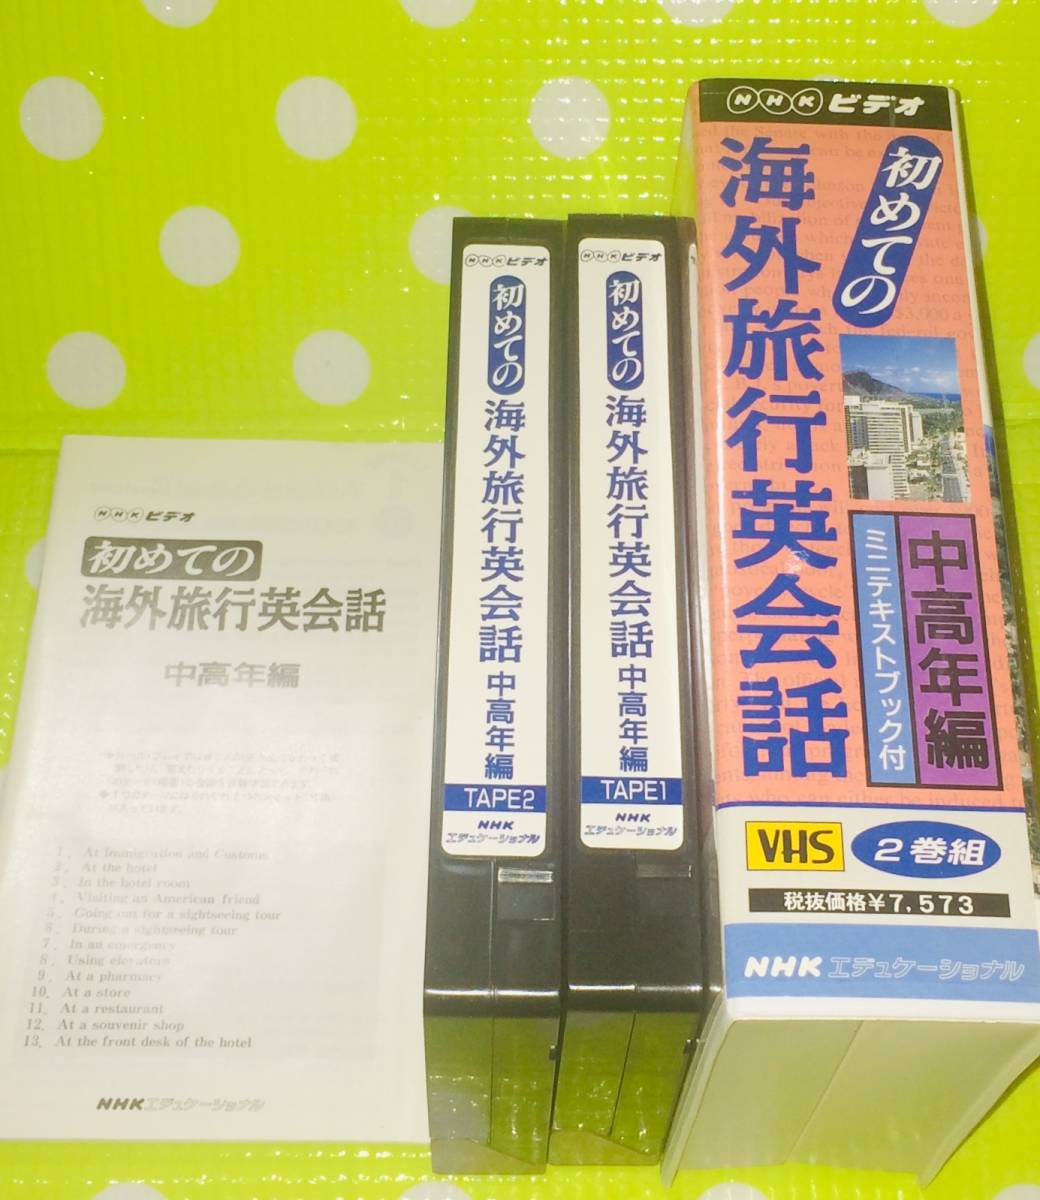 NHKビデオ
初めての
海外旅行英会話
中高年編
1. At Immigration and Customs
2. At the hotel
3. In the hotel room
4. Visiting an American friend
5. Going out for a sightseeing tour
6. During a sightseeing tour
7. In an emergency
8. Using elevators
9. At a pharmacy
10. At a store
11. At a restaurant
12. At a souvenir shop
13. At the front desk of the hotel
NHKエデュケーショナル
NHKビデオ
初めての
海外旅行英会話
中高年編
TAPE2
NHK
エデュケーショナル
NHKビデオ
初めての
海外旅行英会話
中高年編
TAPE1
NHK
エデュケーショナル
NHKビデオ
初めての
海外旅行英会話
中高年編
ミニテキストブック付
VHS
2巻組
税抜価格¥7,573
NHKエデュケーショナル